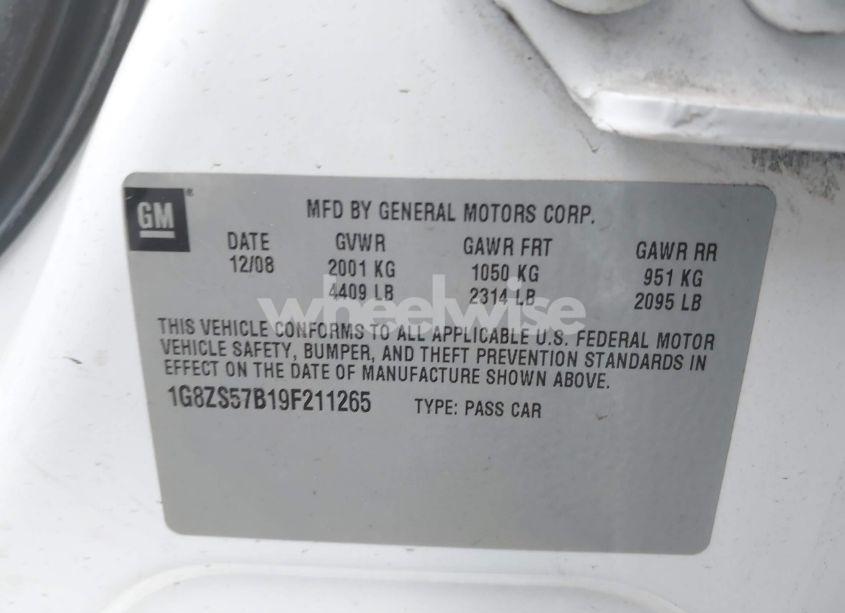 GM®
MFD BY GENERAL MOTORS CORP.
DATE GVWR GAWR FRT GAWR RR
12/08 2001 KG 1050 KG 951 KG
4409 LB 2314 LB 2095 LB
wheelwise
THIS VEHICLE CONFORMS TO ALL APPLICABLE U.S. FEDERAL MOTOR
VEHICLE SAFETY, BUMPER, AND THEFT PREVENTION STANDARDS IN
EFFECT ON THE DATE OF MANUFACTURE SHOWN ABOVE.
1G8ZS57B19F211265 TYPE: PASS CAR